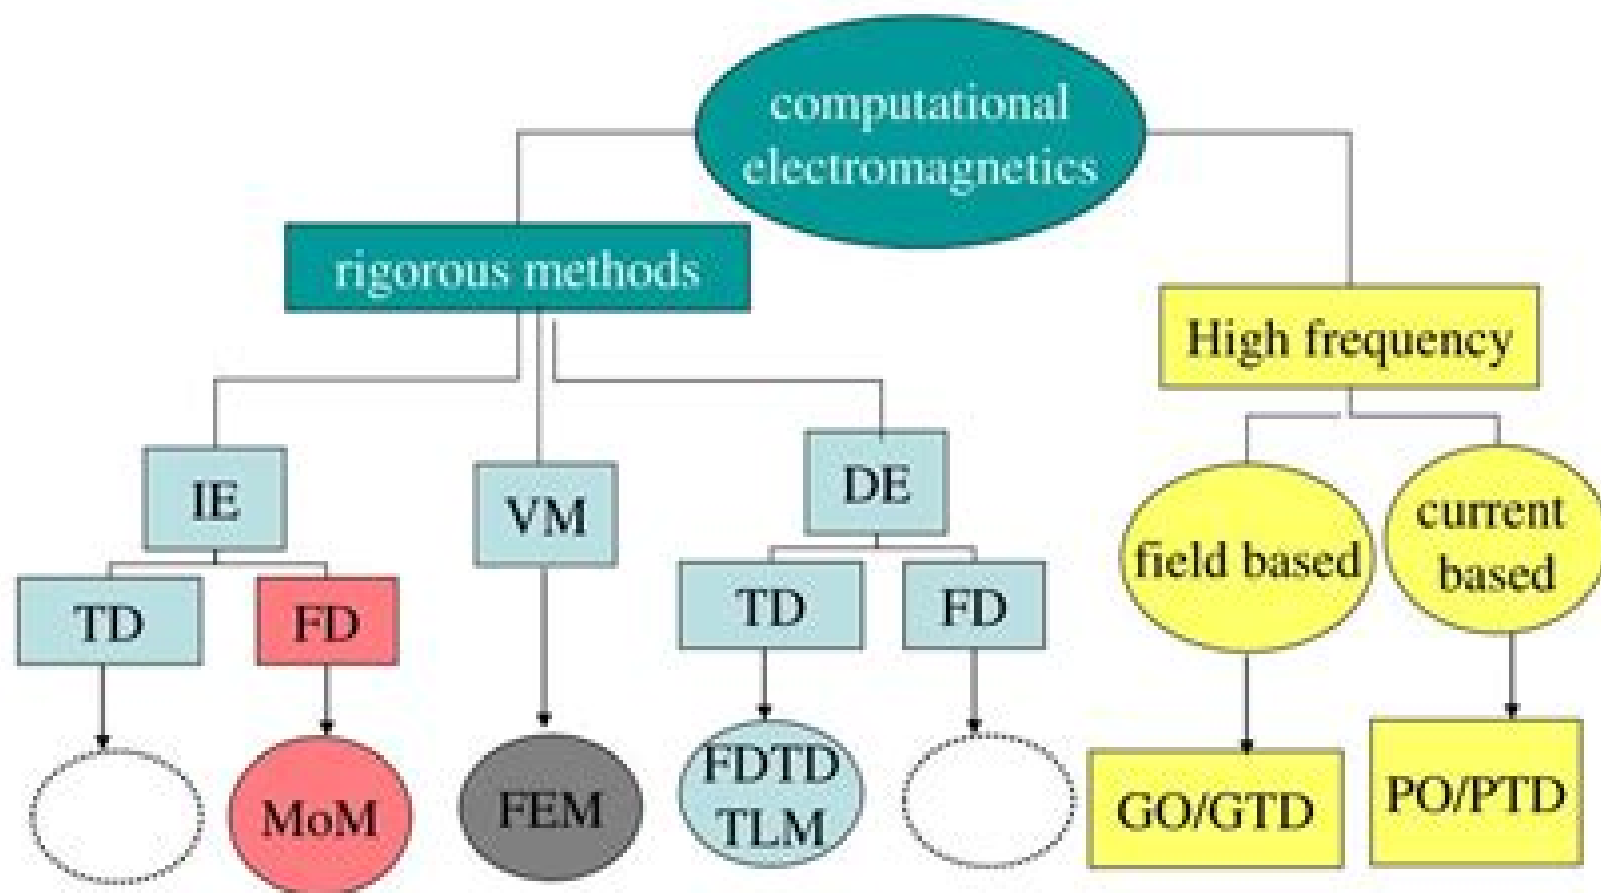 computational
electromagnetics
rigorous methods
High frequency
IE
VM
DE
field based
current
based
TD
FD
TD
FD
MoM
FEM
FDTD
TLM
GO/GTD
PO/PTD